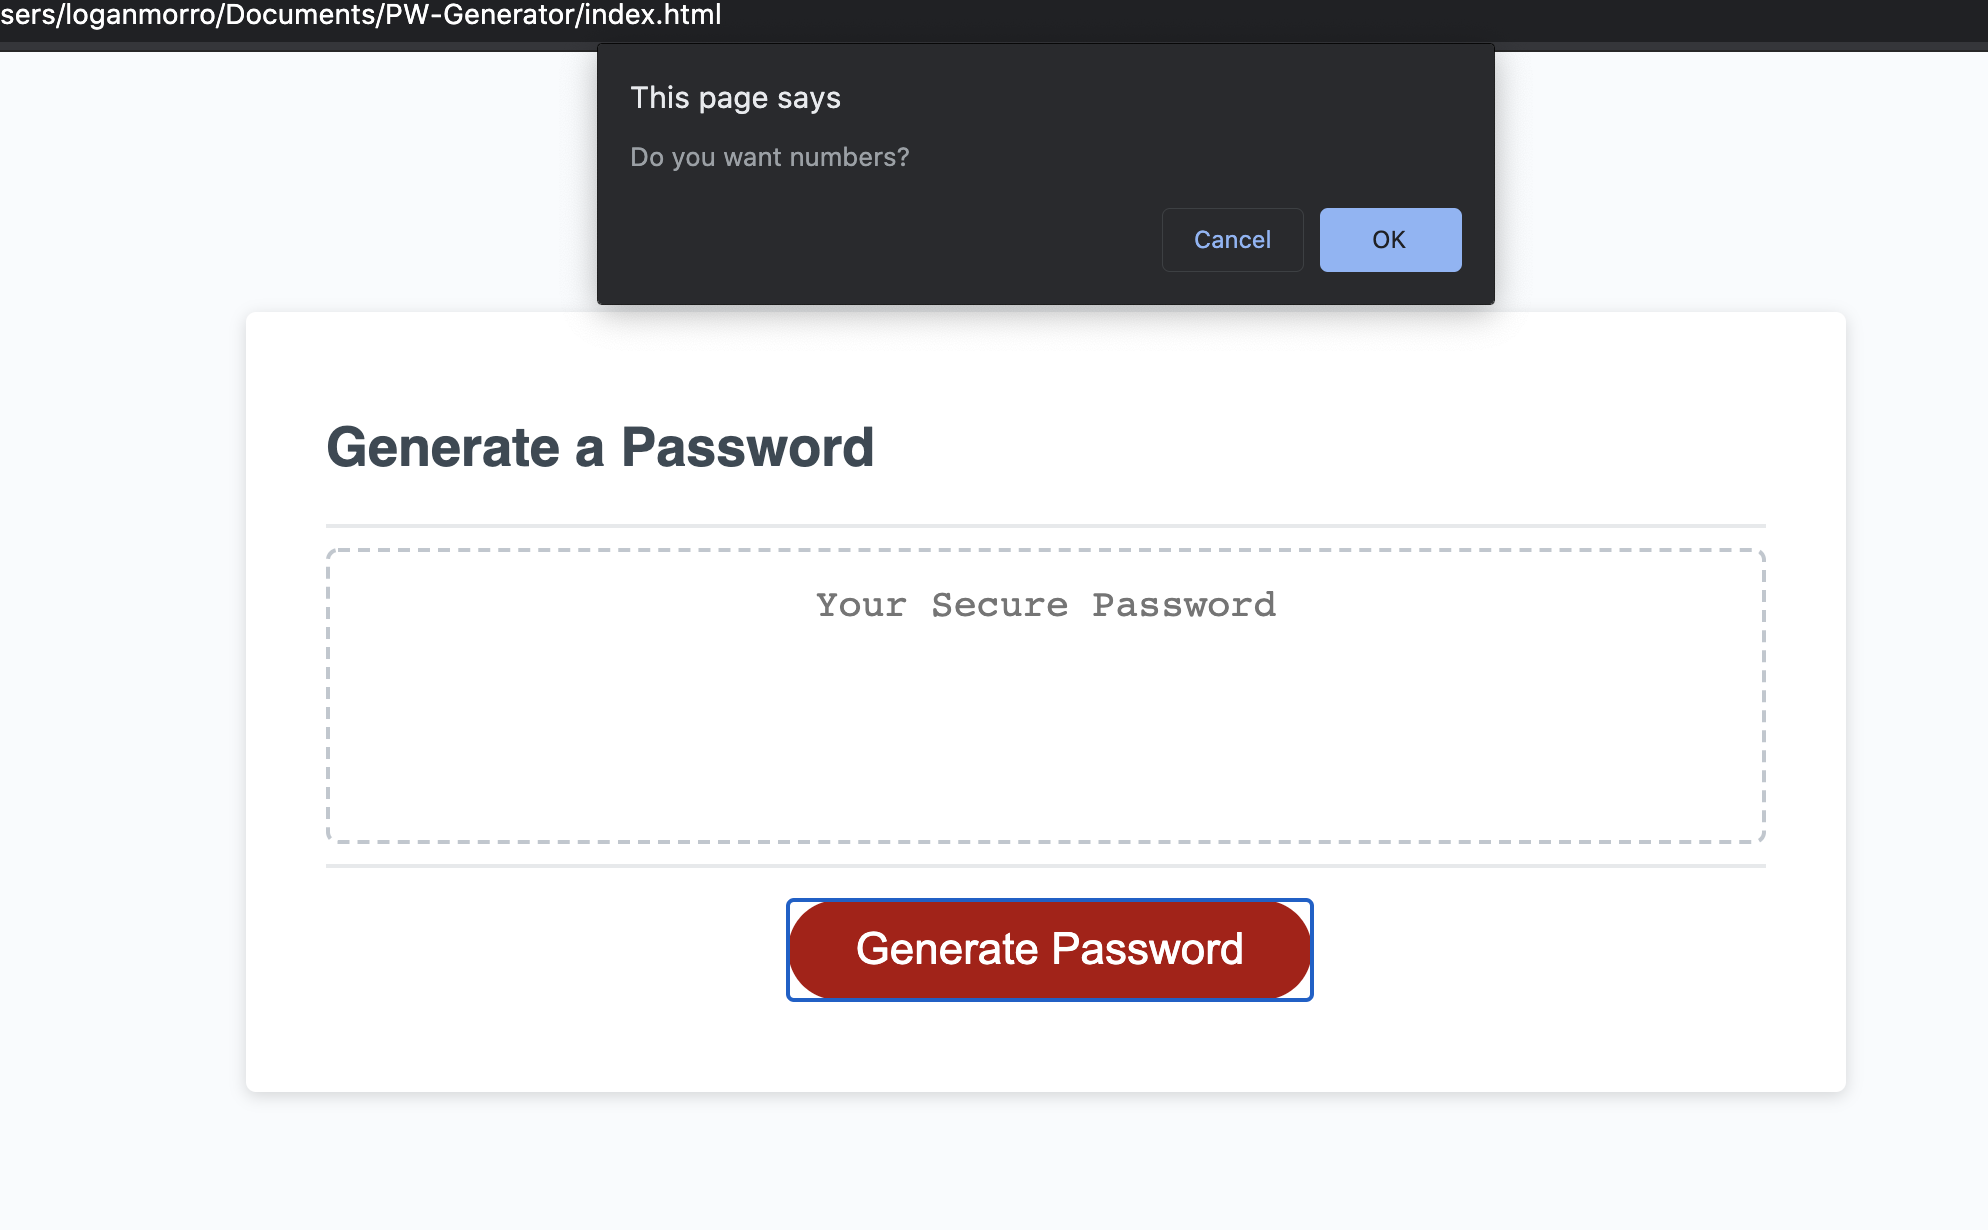 sers/loganmorro/Documents/PW-Generator/index.html
This page says
Do you want numbers?
Cancel OK
Generate a Password
Your Secure Password
Generate Password